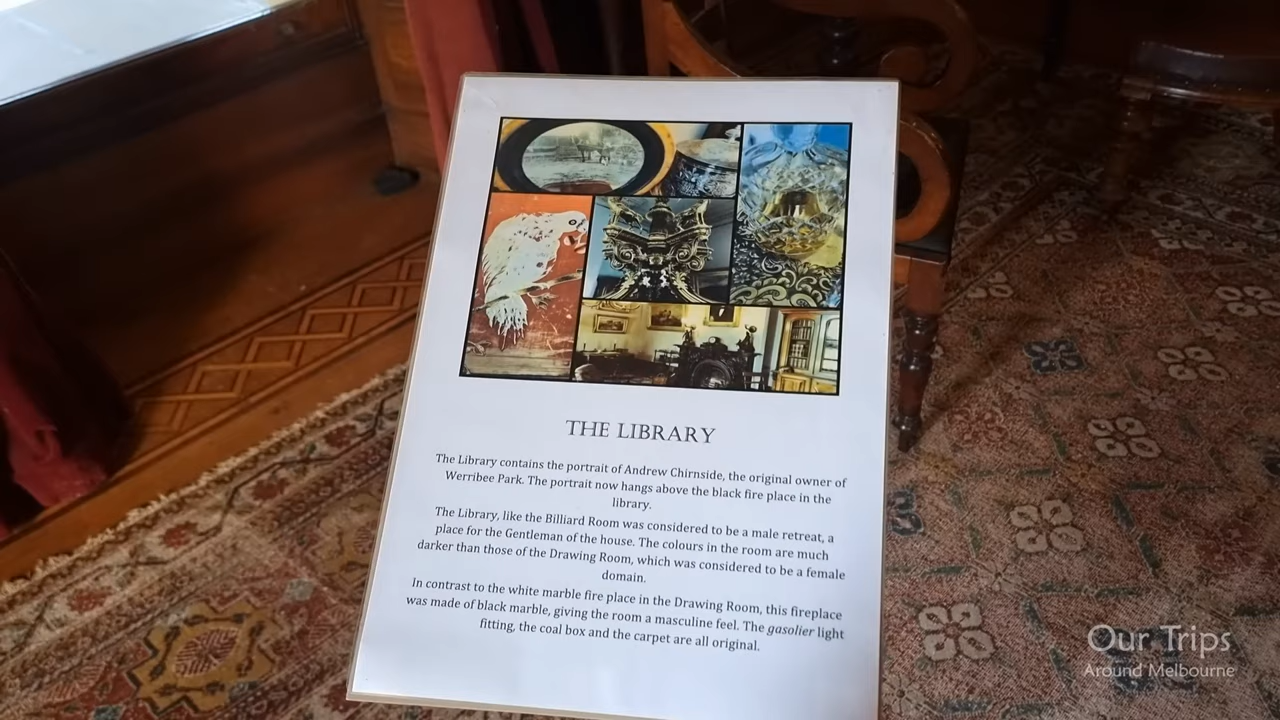 THE LIBRARY
The Library contains the portrait of Andrew Chirnside, the original owner of
Werribee Park. The portrait now hangs above the black fire place in the
library.
The Library, like the Billiard Room was considered to be a male retreat, a
place for the Gentleman of the house. The colours in the room are much
darker than those of the Drawing Room, which was considered to be a female
domain.
In contrast to the white marble fire place in the Drawing Room, this fireplace
was made of black marble, giving the room a masculine feel. The gasolier light
fitting, the coal box and the carpet are all original.
Our Trips
Around Melbourne